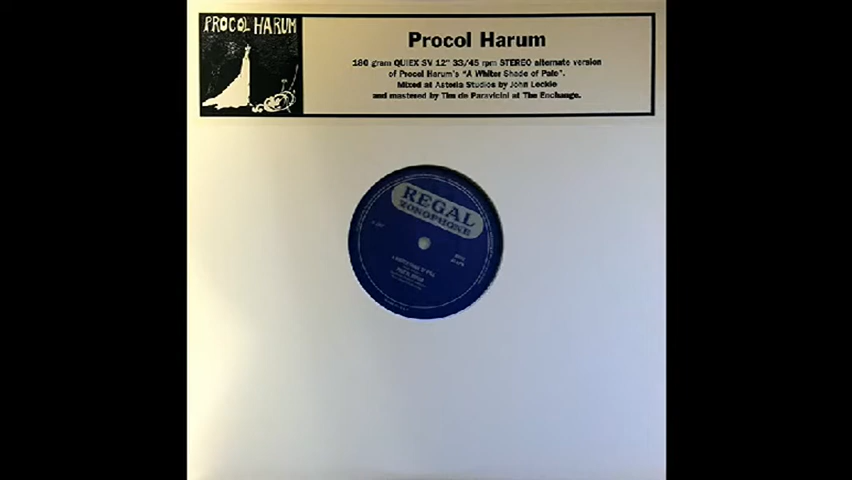 PROCOL HARUM
Procol Harum
180 gram QUIEX SV 12" 33/45 rpm STEREO alternate version
of Procol Harum's "A Whiter Shade of Pale".
Mixed at Astoria Studios by John Leckie
and mastered by Tim de Paravicini at The Exchange.
REGAL
ZONOPHONE